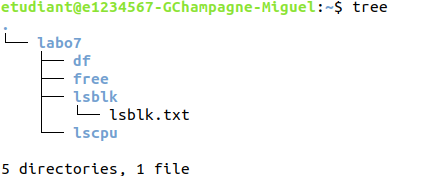 etudiant@e1234567-GChampagne-Miguel:~$ tree
.
└── labo7
    ├── df
    ├── free
    ├── lsblk
    │   └── lsblk.txt
    └── lscpu

5 directories, 1 file